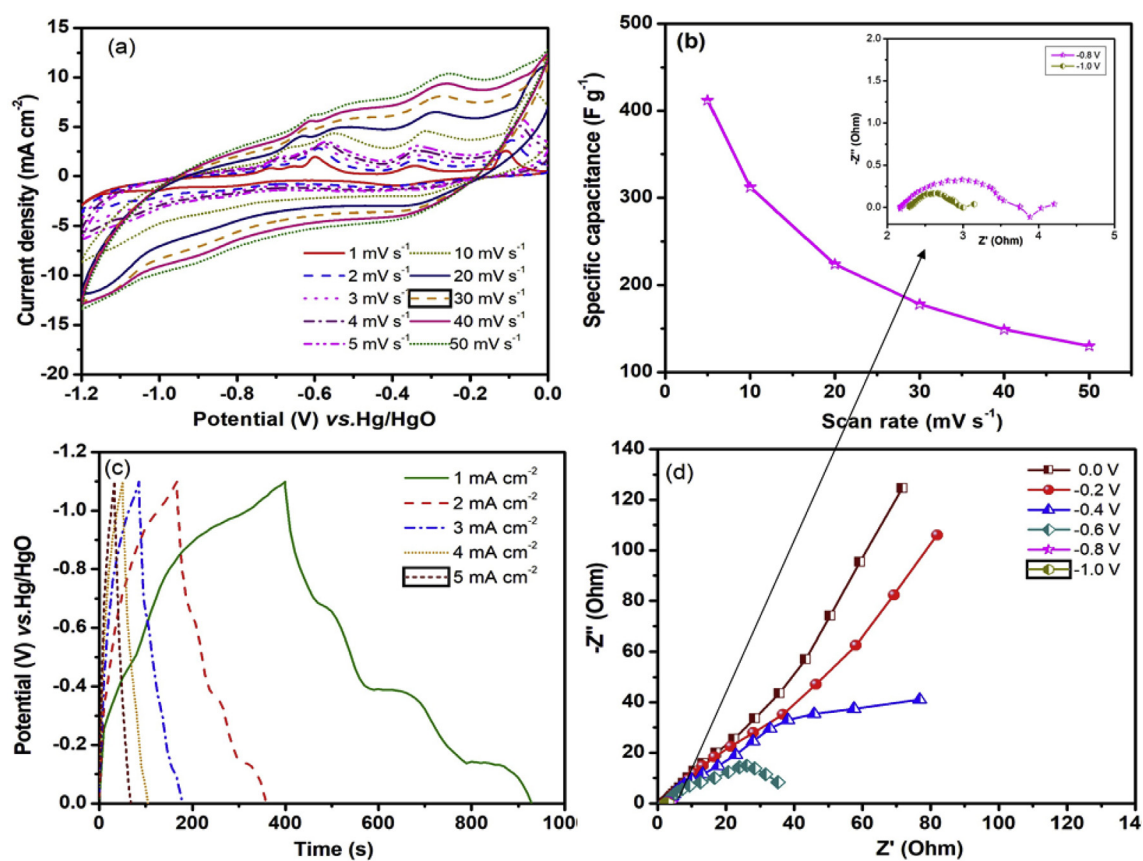 (a)
Current density (mA cm-2)
15
10
5
0
-5
-10
-15
-20
1 mV s-1
2 mV s-1
3 mV s-1
4 mV s-1
5 mV s-1
10 mV s-1
20 mV s-1
30 mV s-1
40 mV s-1
50 mV s-1
-1.2 -1.0 -0.8 -0.6 -0.4 -0.2 0.0
Potential (V) vs.Hg/HgO
(b)
Specific capacitance (F g-1)
500
400
300
200
100
0 10 20 30 40 50
Scan rate (mV s-1)
-Z" (Ohm)
2.0
1.5
1.0
0.5
0.0
-0.8 V
-1.0 V
2 3 4 5
Z' (Ohm)
(c)
Potential (V) vs.Hg/HgO
-1.2
-1.0
-0.8
-0.6
-0.4
-0.2
0.0
1 mA cm-2
2 mA cm-2
3 mA cm-2
4 mA cm-2
5 mA cm-2
0 200 400 600 800 1000
Time (s)
(d)
-Z" (Ohm)
140
120
100
80
60
40
20
0
0.0 V
-0.2 V
-0.4 V
-0.6 V
-0.8 V
-1.0 V
0 20 40 60 80 100 120 14
Z' (Ohm)